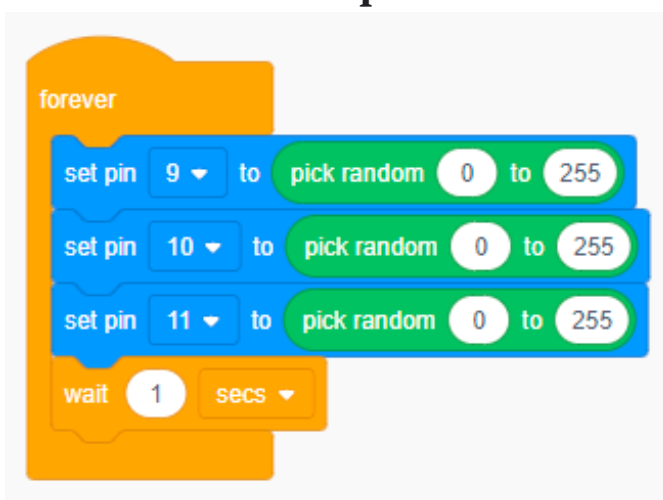 forever
set pin 9 to pick random 0 to 255
set pin 10 to pick random 0 to 255
set pin 11 to pick random 0 to 255
wait 1 secs